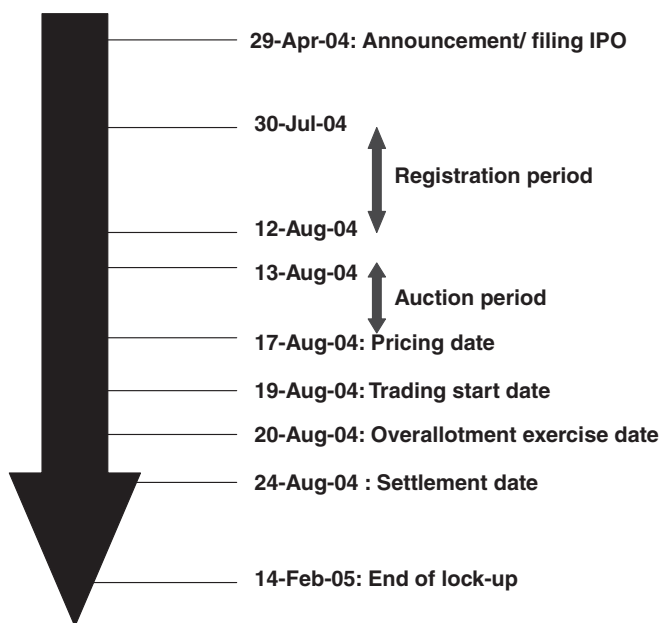 29-Apr-04: Announcement/ filing IPO
30-Jul-04
Registration period
12-Aug-04
13-Aug-04
Auction period
17-Aug-04: Pricing date
19-Aug-04: Trading start date
20-Aug-04: Overallotment exercise date
24-Aug-04 : Settlement date
14-Feb-05: End of lock-up